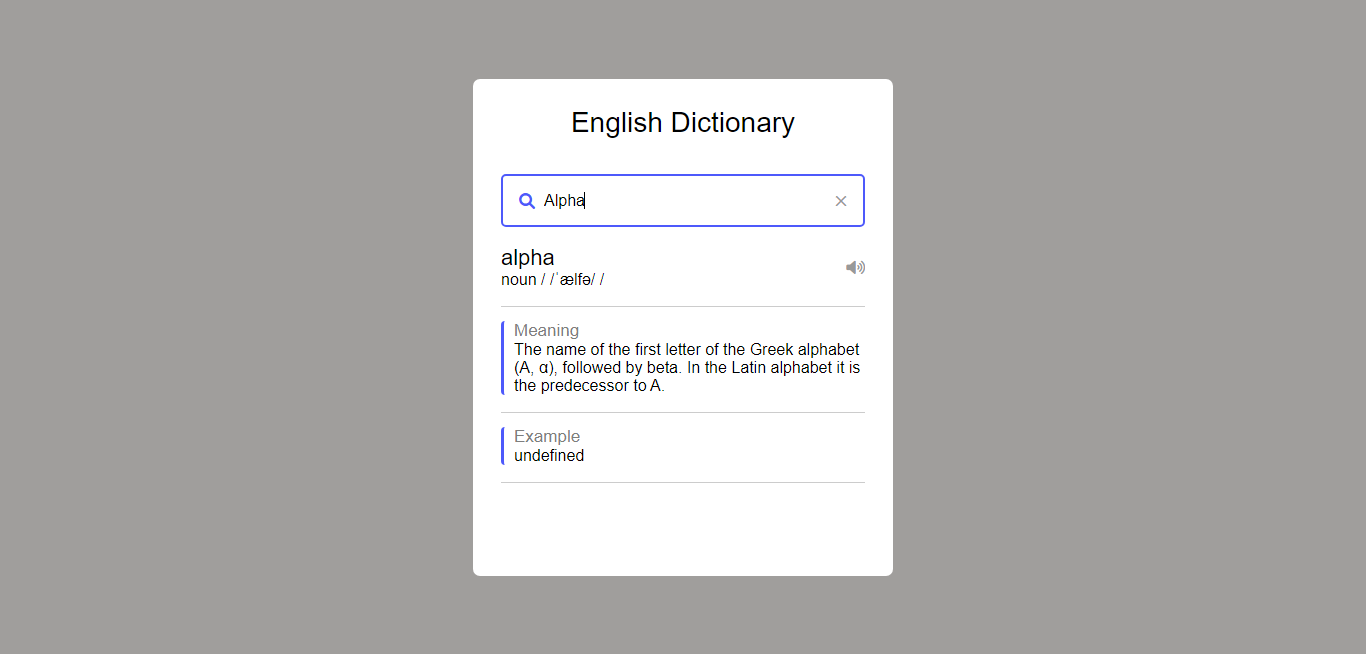 English Dictionary
Alpha
alpha
noun / /ˈælfə/ /
Meaning
The name of the first letter of the Greek alphabet
(Α, α), followed by beta. In the Latin alphabet it is
the predecessor to A.
Example
undefined